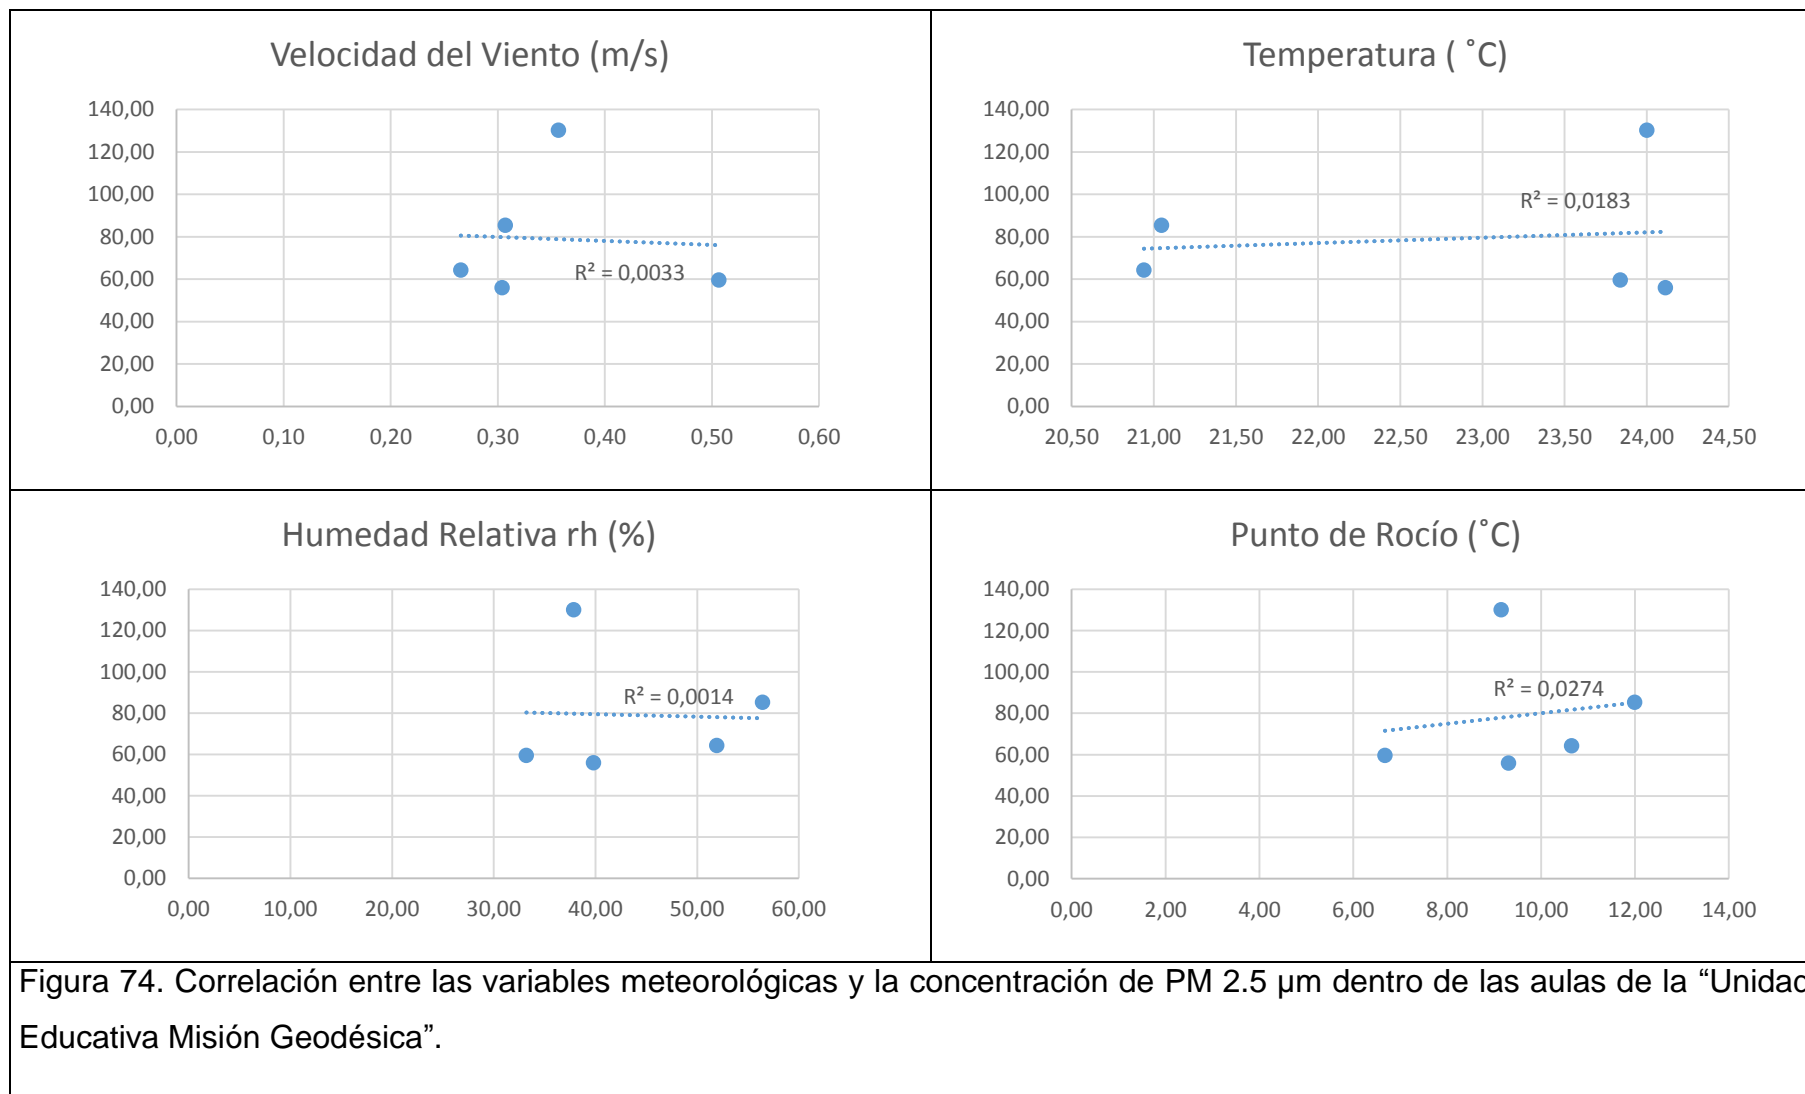 Velocidad del Viento (m/s)
140,00
120,00
100,00
80,00
60,00
40,00
20,00
0,00
R² = 0,0033
0,00 0,10 0,20 0,30 0,40 0,50 0,60
Temperatura ( ˚C)
140,00
120,00
100,00
80,00
60,00
40,00
20,00
0,00
R² = 0,0183
20,50 21,00 21,50 22,00 22,50 23,00 23,50 24,00 24,50
Humedad Relativa rh (%)
140,00
120,00
100,00
80,00
60,00
40,00
20,00
0,00
R² = 0,0014
0,00 10,00 20,00 30,00 40,00 50,00 60,00
Punto de Rocío (˚C)
140,00
120,00
100,00
80,00
60,00
40,00
20,00
0,00
R² = 0,0274
0,00 2,00 4,00 6,00 8,00 10,00 12,00 14,00
Figura 74. Correlación entre las variables meteorológicas y la concentración de PM 2.5 µm dentro de las aulas de la “Unidad
Educativa Misión Geodésica”.